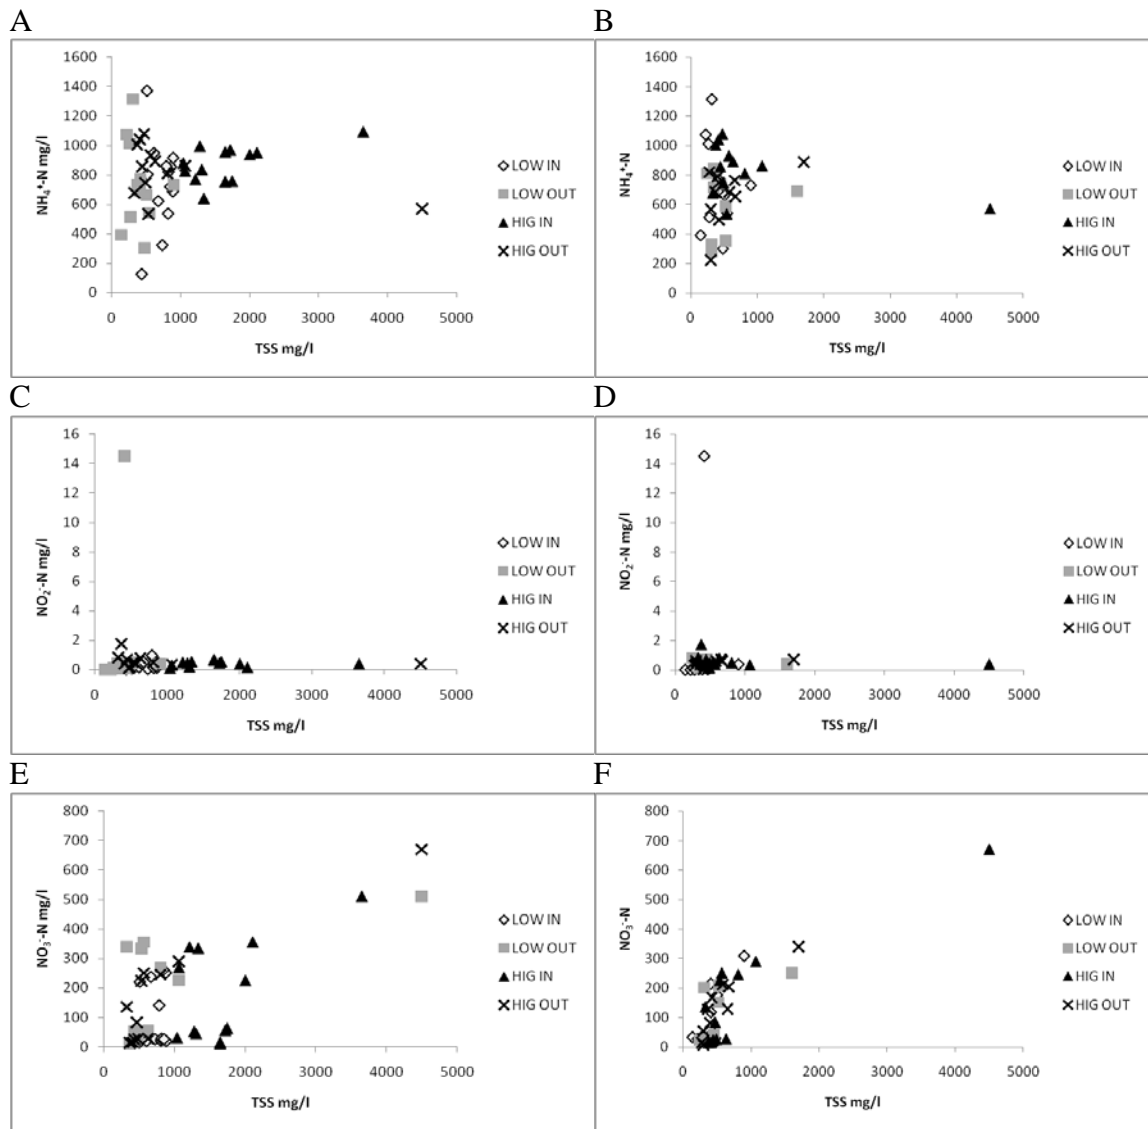 A
1600
1400
1200
1000
800
600
400
200
0
NH₄⁺-N mg/l
0 1000 2000 3000 4000 5000
TSS mg/l
LOW IN
LOW OUT
HIG IN
HIG OUT
B
1600
1400
1200
1000
800
600
400
200
0
NH₄⁺-N
0 1000 2000 3000 4000 5000
TSS mg/l
LOW IN
LOW OUT
HIG IN
HIG OUT
C
16
14
12
10
8
6
4
2
0
NO₂⁻-N mg/l
0 1000 2000 3000 4000 5000
TSS mg/l
LOW IN
LOW OUT
HIG IN
HIG OUT
D
16
14
12
10
8
6
4
2
0
NO₂⁻-N mg/l
0 1000 2000 3000 4000 5000
TSS mg/l
LOW IN
LOW OUT
HIG IN
HIG OUT
E
800
700
600
500
400
300
200
100
0
NO₃⁻-N mg/l
0 1000 2000 3000 4000 5000
TSS mg/l
LOW IN
LOW OUT
HIG IN
HIG OUT
F
800
700
600
500
400
300
200
100
0
NO₃⁻-N
0 1000 2000 3000 4000 5000
TSS mg/l
LOW IN
LOW OUT
HIG IN
HIG OUT